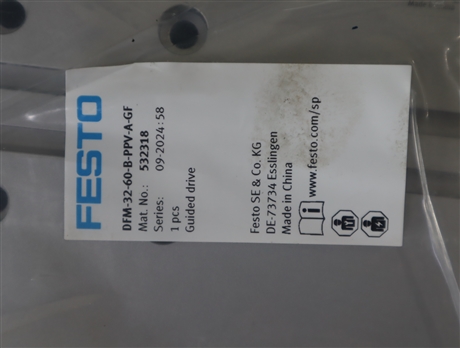 FESTO
DFM-32-60-B-PPV-A-GF
Mat. No.: 532318
Series: 09-2024:58
1 pcs
Guided drive
Festo SE & Co. KG
DE-73734 Esslingen
Made in China
www.festo.com/sp